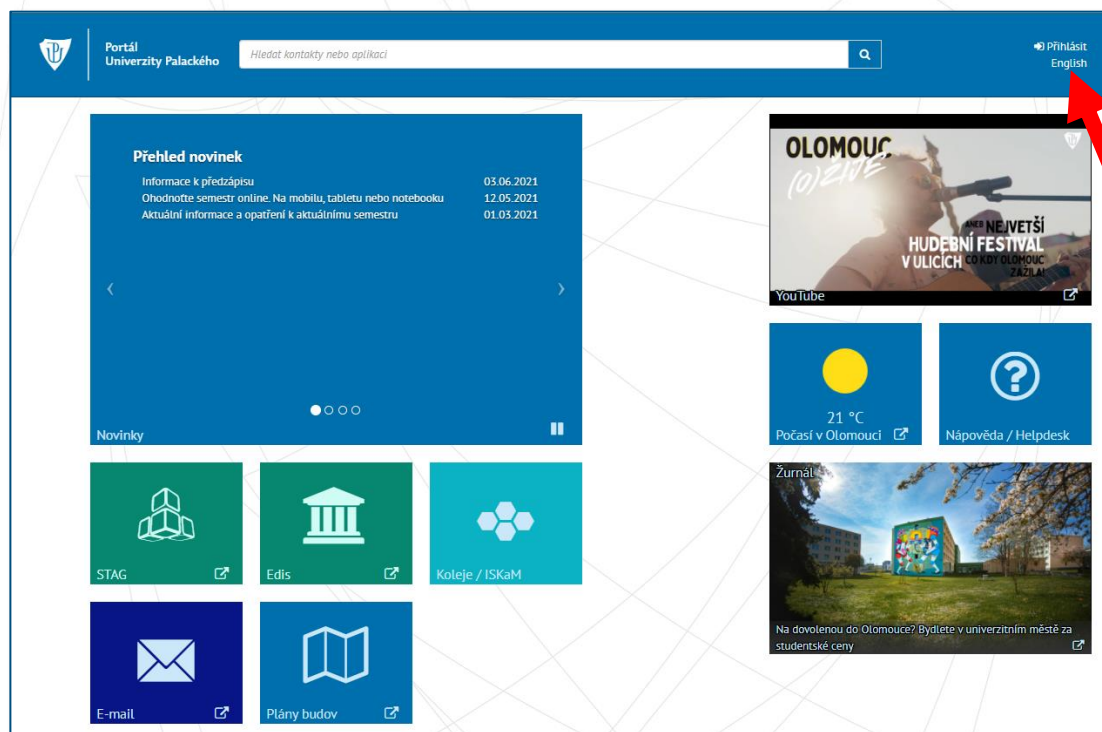 Portál
Univerzity Palackého
Hledat kontakty nebo aplikaci
Přihlásit
English
Přehled novinek
Informace k předzápisu 03.06.2021
Ohodnoťte semestr online. Na mobilu, tabletu nebo notebooku 12.05.2021
Aktuální informace a opatření k aktuálnímu semestru 01.03.2021
Novinky
OLOMOUC
(O)ŽIJE
ANEB NEJVETŠÍ
HUDEBNÍ FESTIVAL
V ULICÍCH CO KDY OLOMOUC
ZAŽILA!
YouTube
21 °C
Počasí v Olomouci
Nápověda / Helpdesk
STAG
Edis
Koleje / ISKaM
Žurnál
Na dovolenou do Olomouce? Bydlete v univerzitním městě za
studentské ceny
E-mail
Plány budov